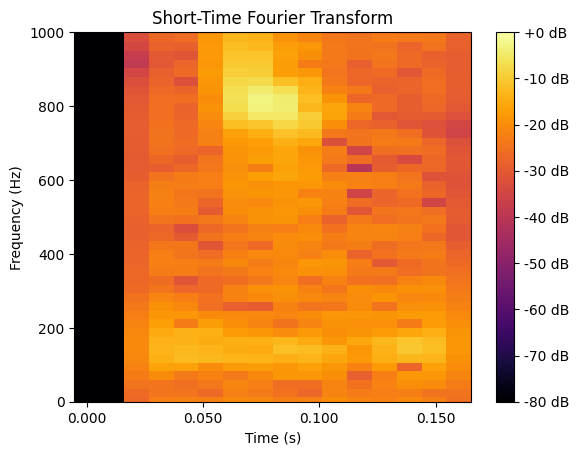 Short-Time Fourier Transform
1000
800
600
400
200
0
Frequency (Hz)
0.000
0.050
0.100
0.150
Time (s)
+0 dB
-10 dB
-20 dB
-30 dB
-40 dB
-50 dB
-60 dB
-70 dB
-80 dB